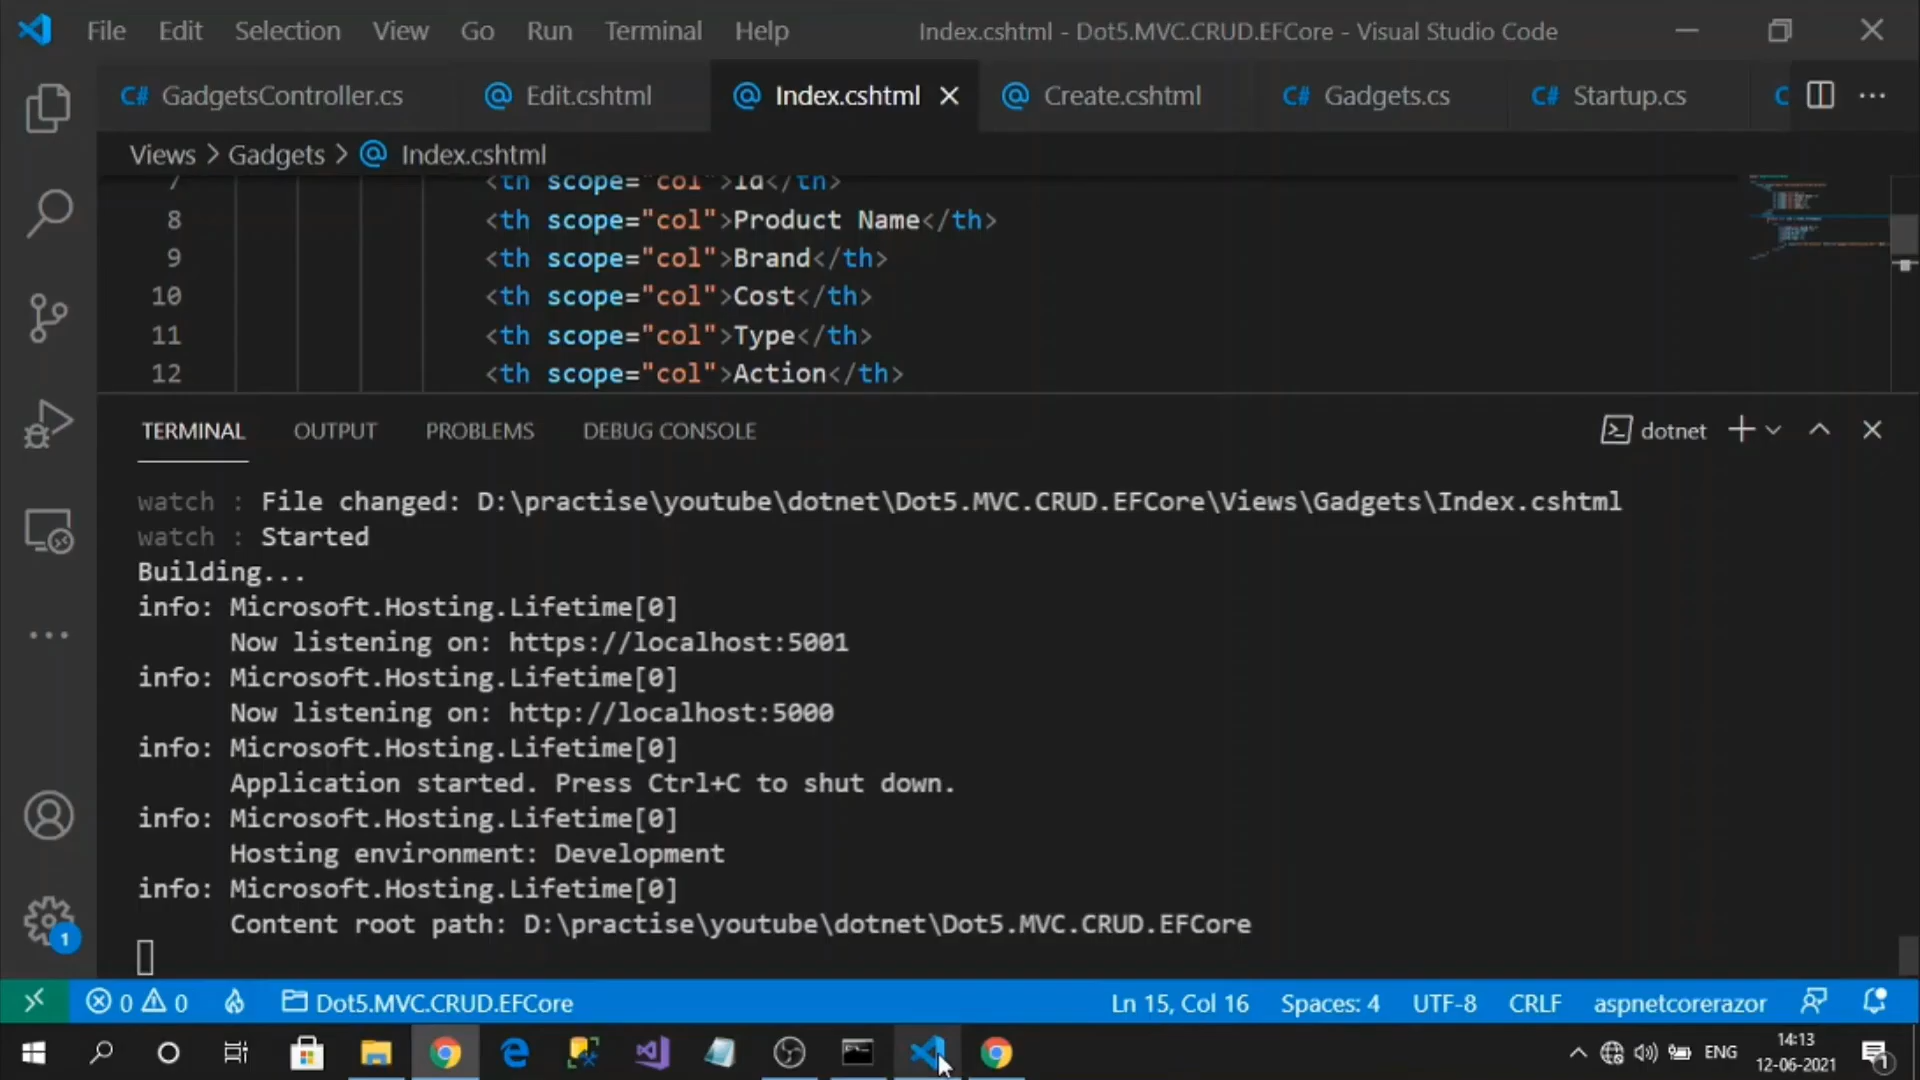 File Edit Selection View Go Run Terminal Help Index.cshtml - Dot5.MVC.CRUD.EFCore - Visual Studio Code
C# GadgetsController.cs Edit.cshtml Index.cshtml Create.cshtml C# Gadgets.cs C# Startup.cs C
Views > Gadgets > Index.cshtml
7 <th scope="col">Id</th>
8 <th scope="col">Product Name</th>
9 <th scope="col">Brand</th>
10 <th scope="col">Cost</th>
11 <th scope="col">Type</th>
12 <th scope="col">Action</th>
TERMINAL OUTPUT PROBLEMS DEBUG CONSOLE dotnet
watch : File changed: D:\practise\youtube\dotnet\Dot5.MVC.CRUD.EFCore\Views\Gadgets\Index.cshtml
watch : Started
Building...
info: Microsoft.Hosting.Lifetime[0]
Now listening on: https://localhost:5001
info: Microsoft.Hosting.Lifetime[0]
Now listening on: http://localhost:5000
info: Microsoft.Hosting.Lifetime[0]
Application started. Press Ctrl+C to shut down.
info: Microsoft.Hosting.Lifetime[0]
Hosting environment: Development
info: Microsoft.Hosting.Lifetime[0]
Content root path: D:\practise\youtube\dotnet\Dot5.MVC.CRUD.EFCore
1
0 0 Dot5.MVC.CRUD.EFCore Ln 15, Col 16 Spaces: 4 UTF-8 CRLF aspnetcorerazor
ENG 14:13
12-06-2021 1